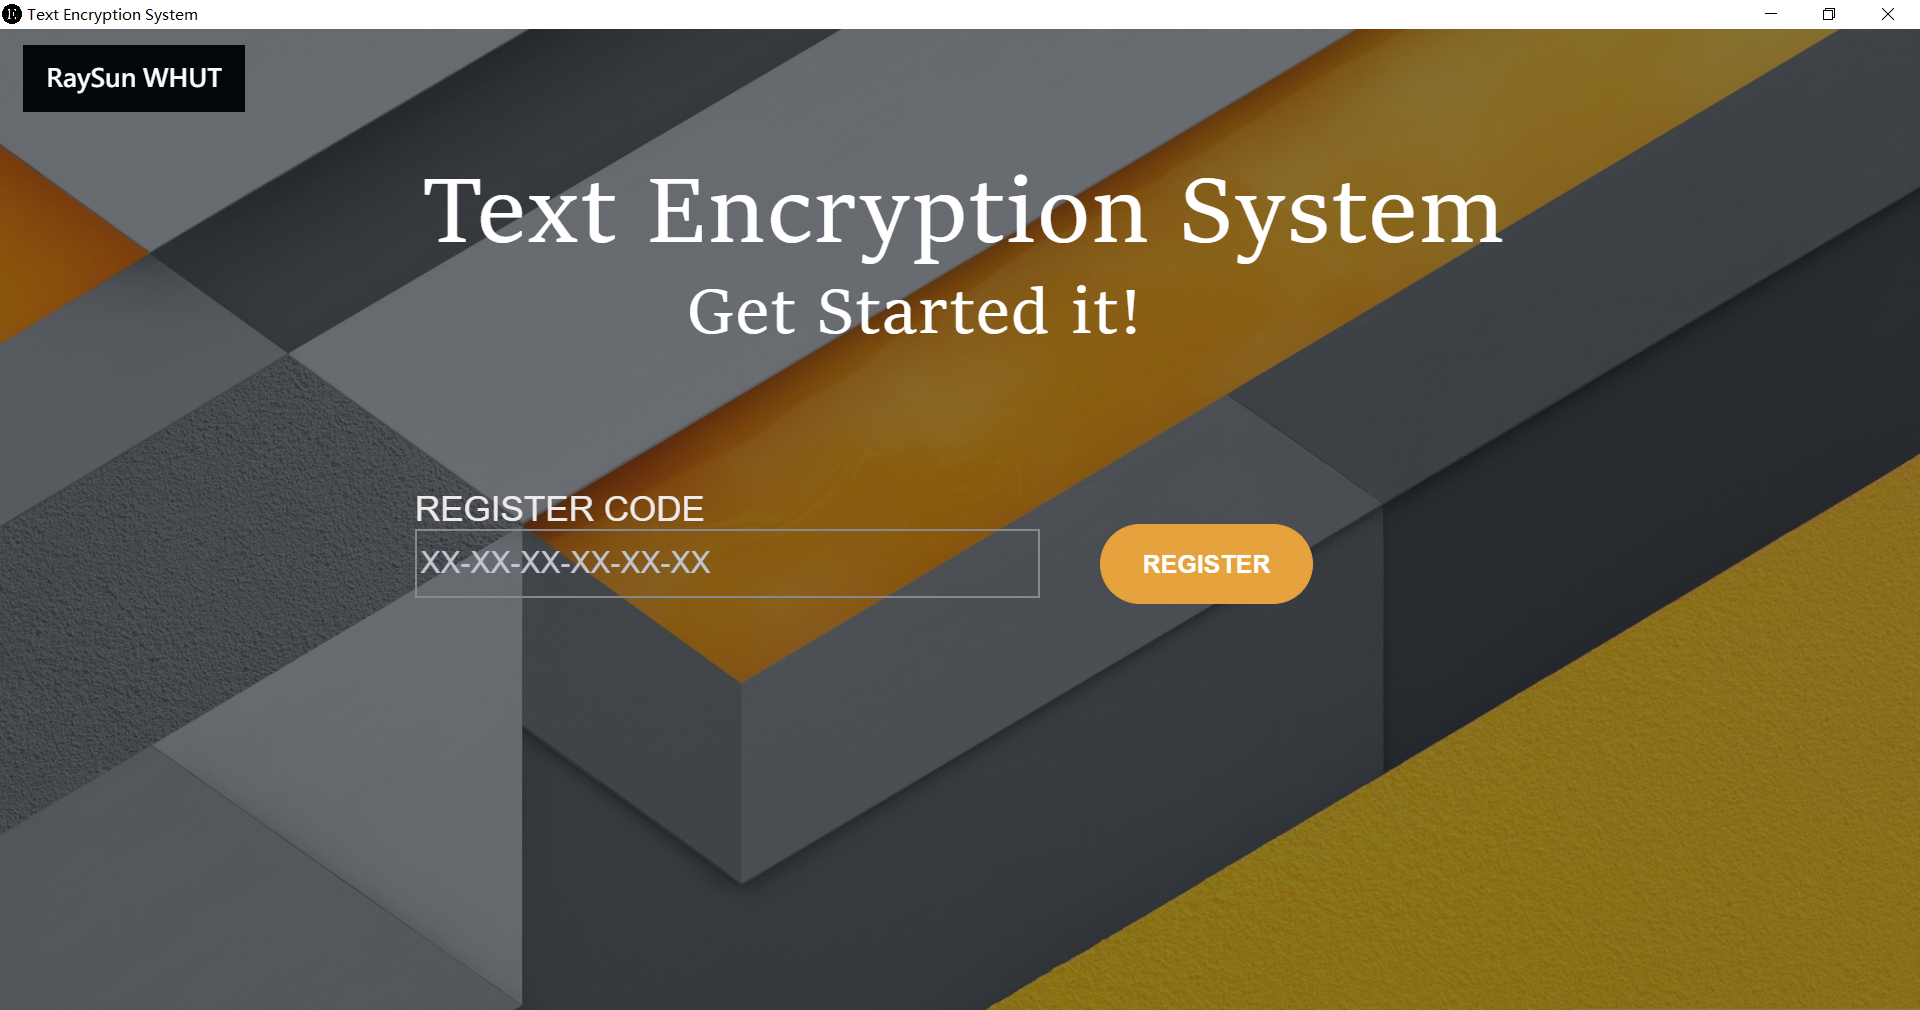 Text Encryption System
RaySun WHUT
Text Encryption System
Get Started it!
REGISTER CODE
XX-XX-XX-XX-XX-XX
REGISTER